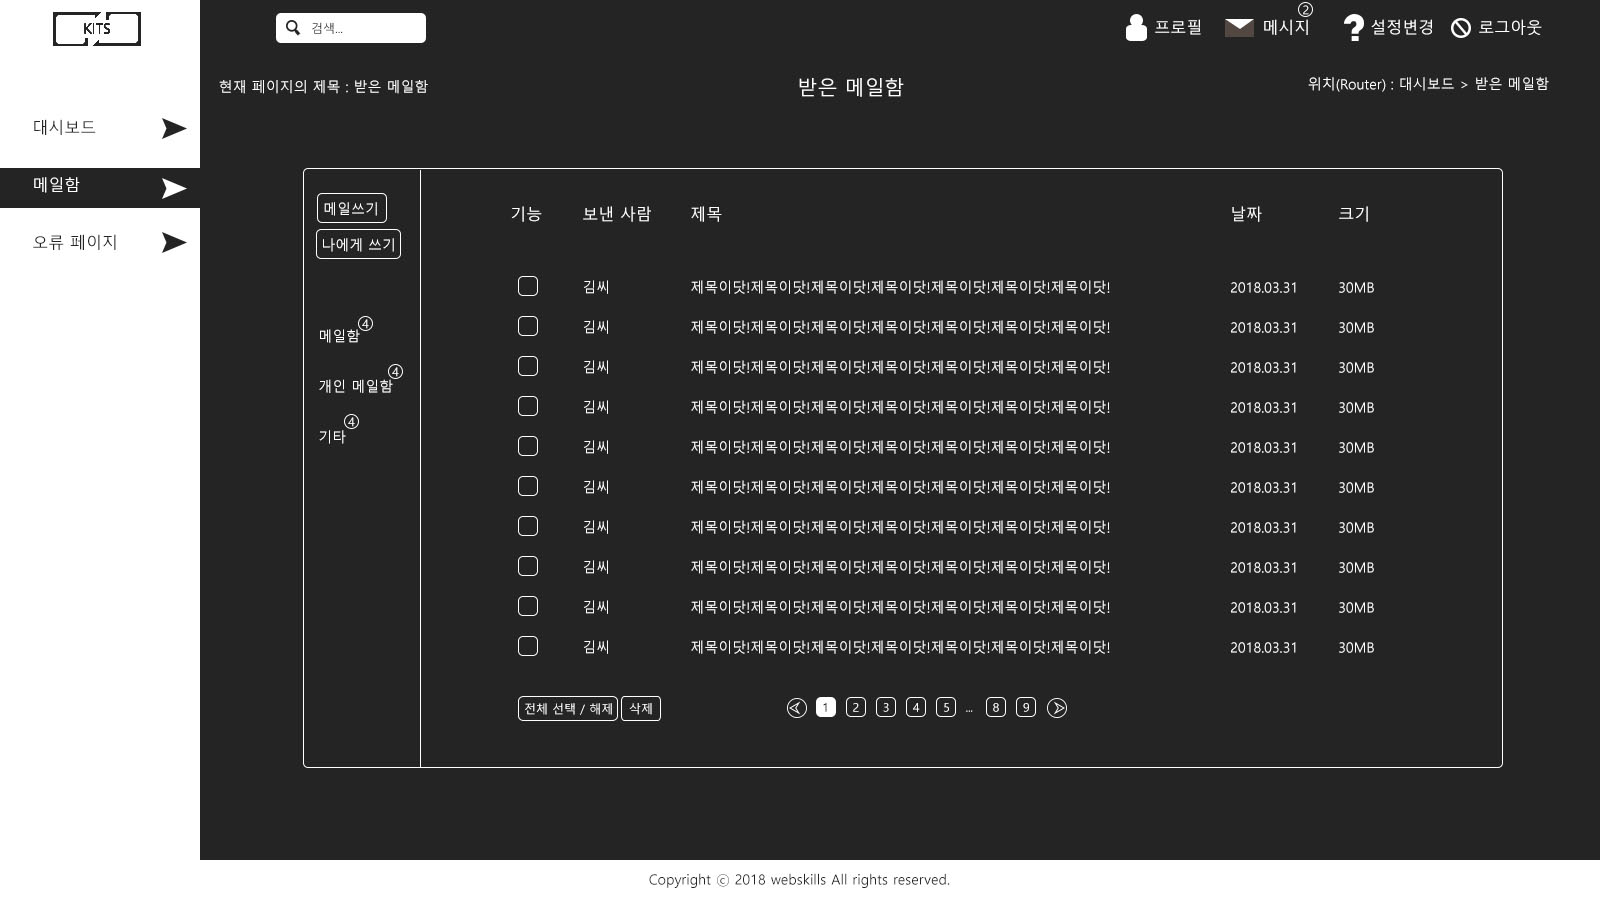 KITS
검색...
프로필
메시지 2
설정변경
로그아웃
현재 페이지의 제목 : 받은 메일함
받은 메일함
위치(Router) : 대시보드 > 받은 메일함
대시보드
메일함
오류 페이지
메일쓰기
나에게 쓰기
메일함 4
개인 메일함 4
기타 4
기능 보낸 사람 제목 날짜 크기
김씨 제목이닷!제목이닷!제목이닷!제목이닷!제목이닷!제목이닷!제목이닷! 2018.03.31 30MB
김씨 제목이닷!제목이닷!제목이닷!제목이닷!제목이닷!제목이닷!제목이닷! 2018.03.31 30MB
김씨 제목이닷!제목이닷!제목이닷!제목이닷!제목이닷!제목이닷!제목이닷! 2018.03.31 30MB
김씨 제목이닷!제목이닷!제목이닷!제목이닷!제목이닷!제목이닷!제목이닷! 2018.03.31 30MB
김씨 제목이닷!제목이닷!제목이닷!제목이닷!제목이닷!제목이닷!제목이닷! 2018.03.31 30MB
김씨 제목이닷!제목이닷!제목이닷!제목이닷!제목이닷!제목이닷!제목이닷! 2018.03.31 30MB
김씨 제목이닷!제목이닷!제목이닷!제목이닷!제목이닷!제목이닷!제목이닷! 2018.03.31 30MB
김씨 제목이닷!제목이닷!제목이닷!제목이닷!제목이닷!제목이닷!제목이닷! 2018.03.31 30MB
김씨 제목이닷!제목이닷!제목이닷!제목이닷!제목이닷!제목이닷!제목이닷! 2018.03.31 30MB
김씨 제목이닷!제목이닷!제목이닷!제목이닷!제목이닷!제목이닷!제목이닷! 2018.03.31 30MB
전체 선택 / 해제 삭제
1 2 3 4 5 ... 8 9
Copyright ⓒ 2018 webskills All rights reserved.